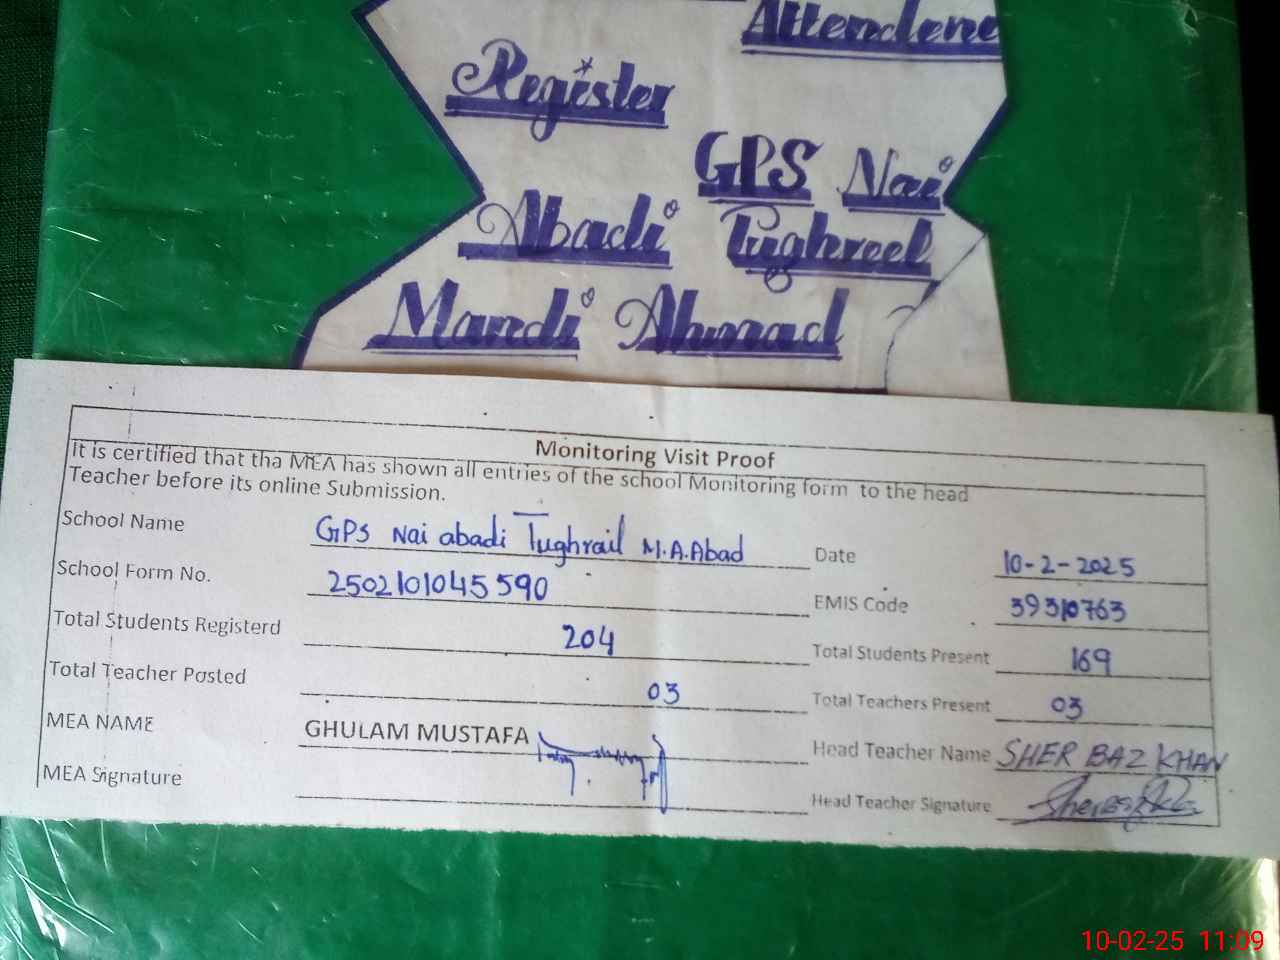 Attendene
Register
GPS Nai
Abadi Tughreel
Mandi Ahmad
Monitoring Visit Proof
It is certified that tha MEA has shown all entries of the school Monitoring form to the head
Teacher before its online Submission.
School Name GPS Nai abadi Tughrail M.A.Abad Date 10-2-2025
School Form No. 2502101045590 EMIS Code 39310763
Total Students Registerd 204 Total Students Present 169
Total Teacher Posted 03 Total Teachers Present 03
MEA NAME GHULAM MUSTAFA Head Teacher Name SHER BAZ KHAN
MEA Signature Head Teacher Signature
10-02-25 11:09